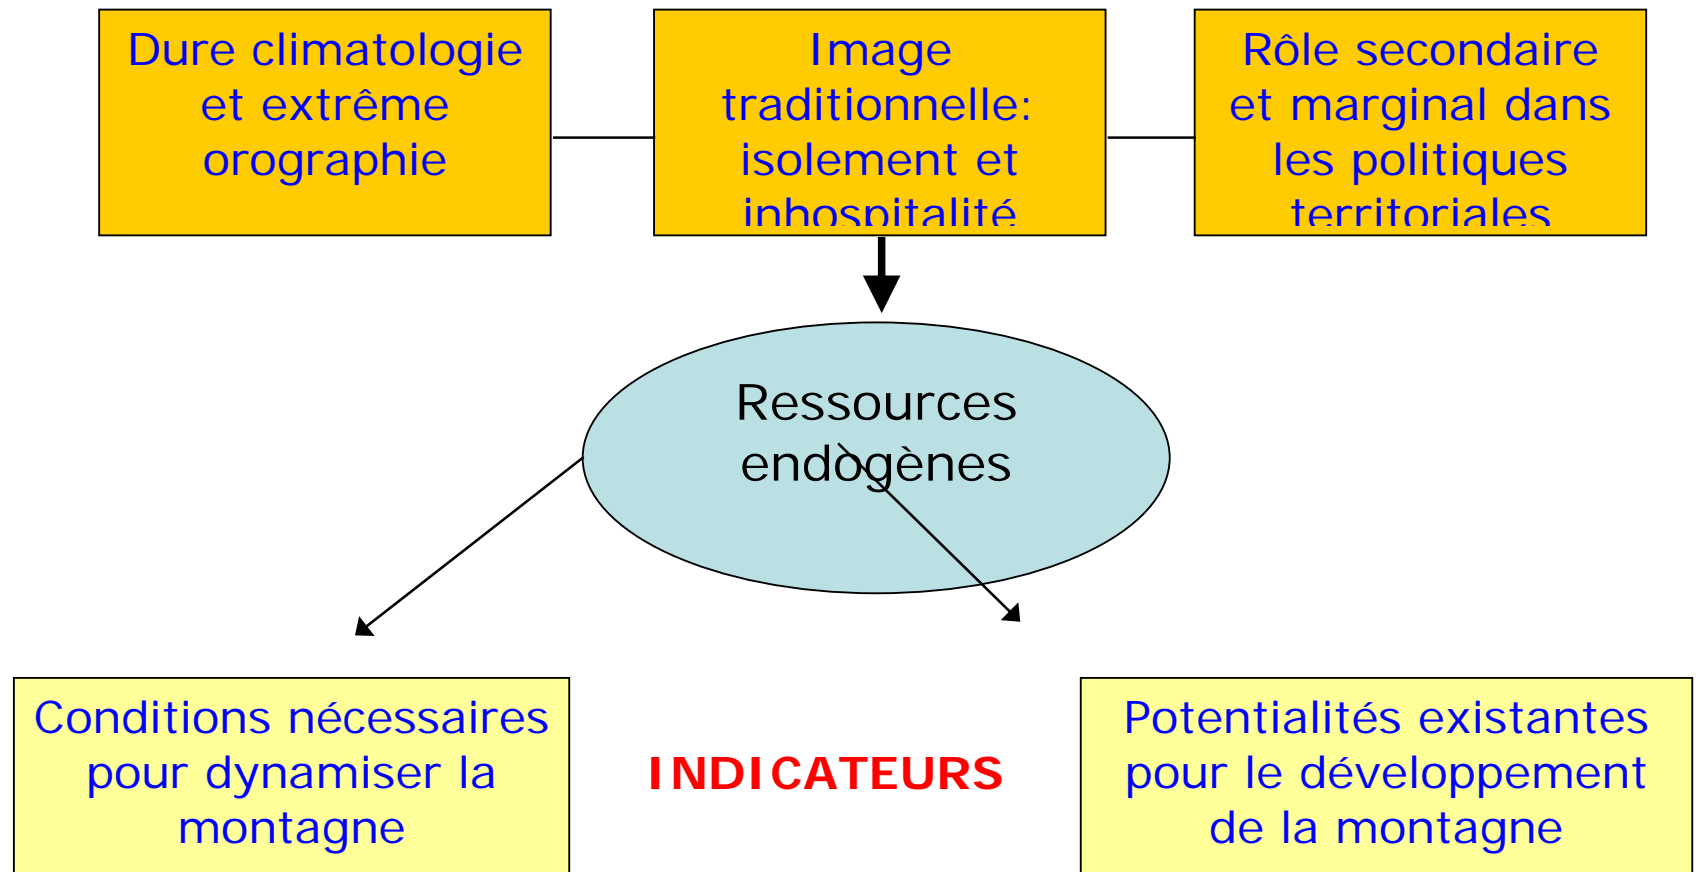 Dure climatologie
et extrême
orographie
Image
traditionnelle:
isolement et
inhospitalité
Rôle secondaire
et marginal dans
les politiques
territoriales
Ressources
endogènes
Conditions nécessaires
pour dynamiser la
montagne
INDICATEURS
Potentialités existantes
pour le développement
de la montagne